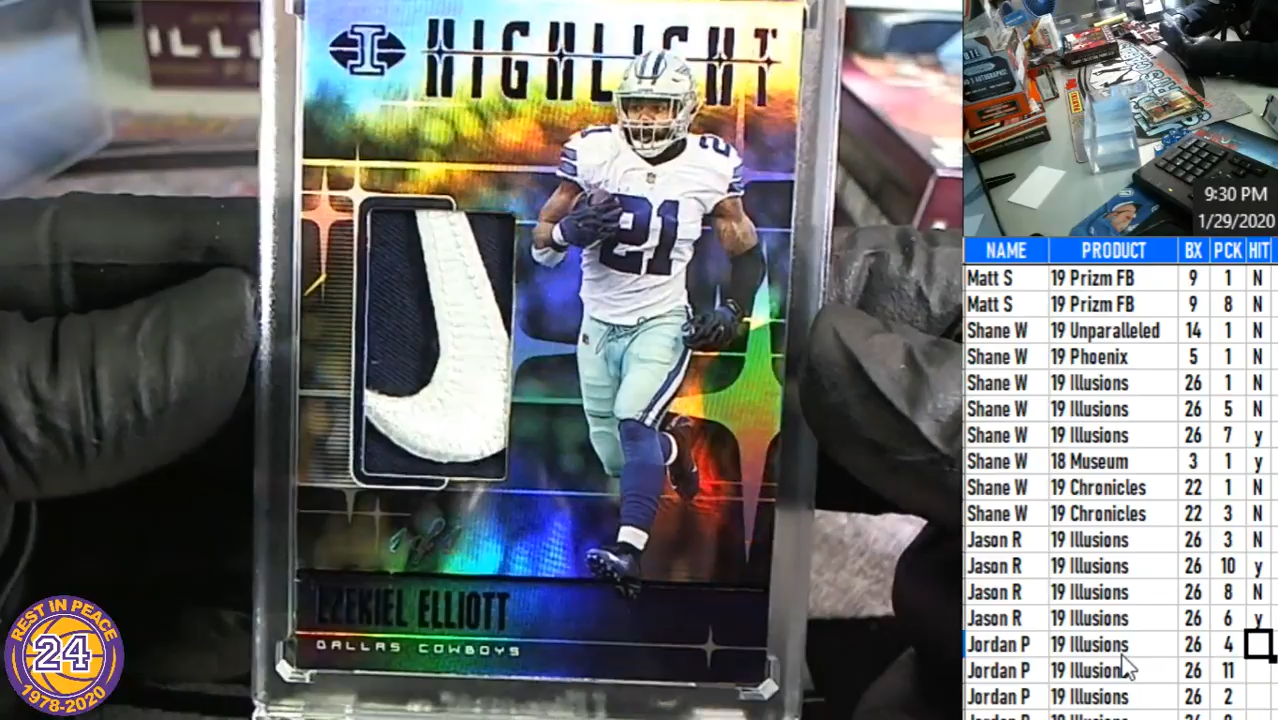 ILL
I HIGHLIGHT
21
21
EZEKIEL ELLIOTT
DALLAS COWBOYS
REST IN PEACE
24
1978-2020
9:30 PM
1/29/2020
NAME PRODUCT BX PCK HIT
Matt S 19 Prizm FB 9 1 N
Matt S 19 Prizm FB 9 8 N
Shane W 19 Unparalleled 14 1 N
Shane W 19 Phoenix 5 1 N
Shane W 19 Illusions 26 1 N
Shane W 19 Illusions 26 5 N
Shane W 19 Illusions 26 7 y
Shane W 18 Museum 3 1 y
Shane W 19 Chronicles 22 1 N
Shane W 19 Chronicles 22 3 N
Jason R 19 Illusions 26 3 N
Jason R 19 Illusions 26 10 y
Jason R 19 Illusions 26 8 N
Jason R 19 Illusions 26 6 y
Jordan P 19 Illusions 26 4
Jordan P 19 Illusions 26 11
Jordan P 19 Illusions 26 2